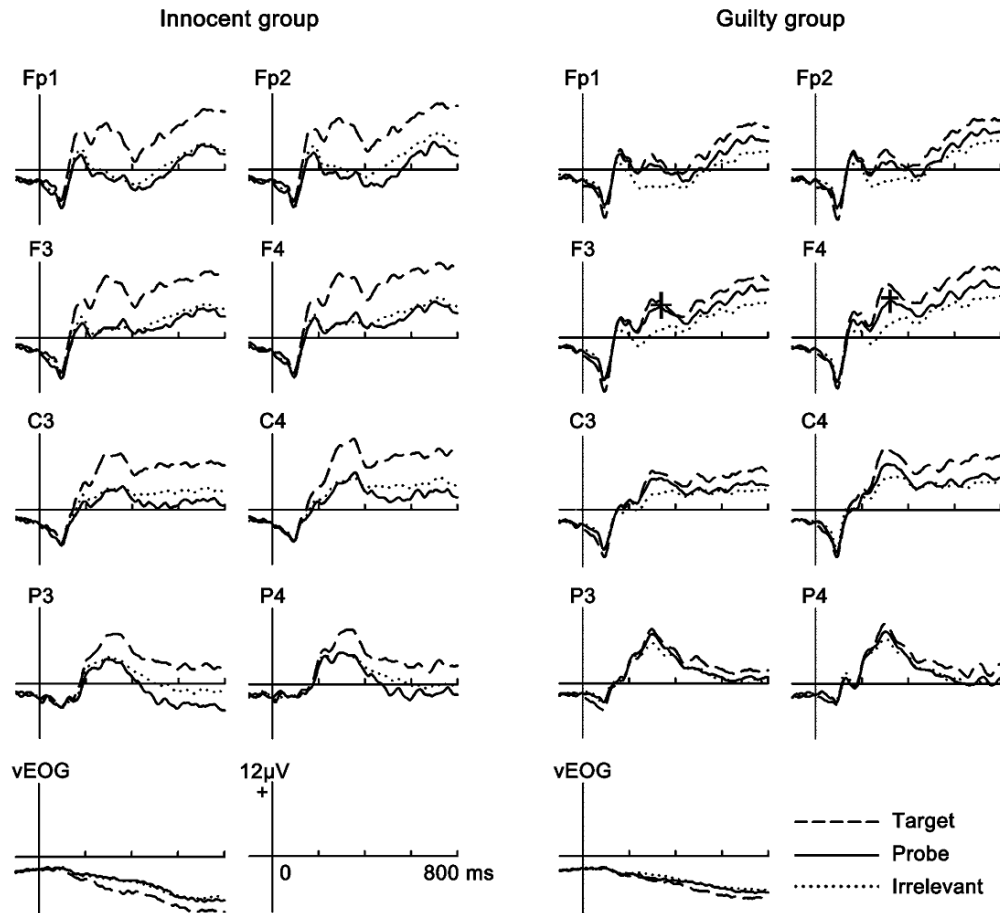 Innocent group
Guilty group
Fp1
Fp2
Fp1
Fp2
F3
F4
F3
F4
C3
C4
C3
C4
P3
P4
P3
P4
vEOG
12µV
+
vEOG
0
800 ms
Target
Probe
Irrelevant